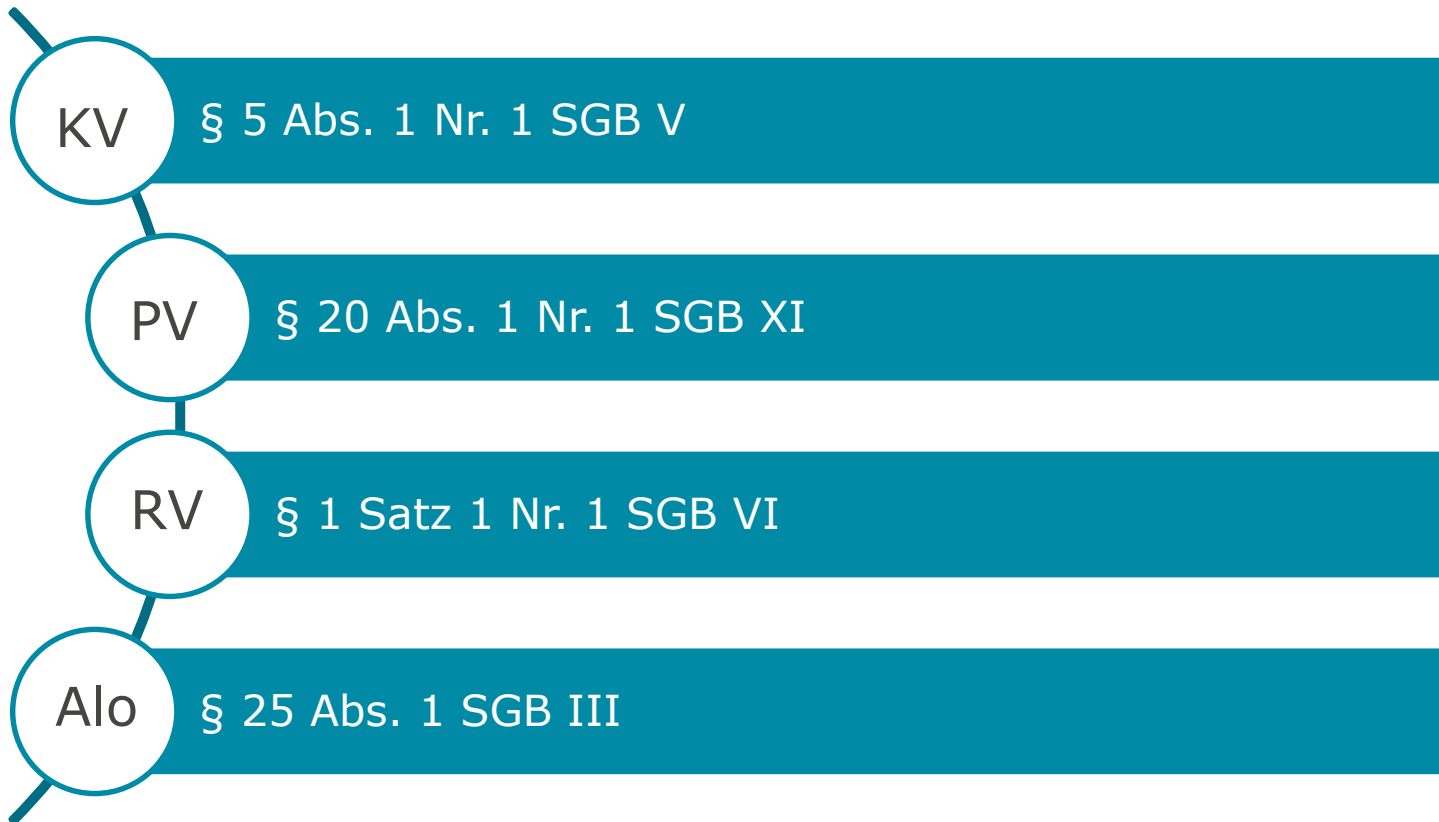 KV § 5 Abs. 1 Nr. 1 SGB V
PV § 20 Abs. 1 Nr. 1 SGB XI
RV § 1 Satz 1 Nr. 1 SGB VI
Alo § 25 Abs. 1 SGB III